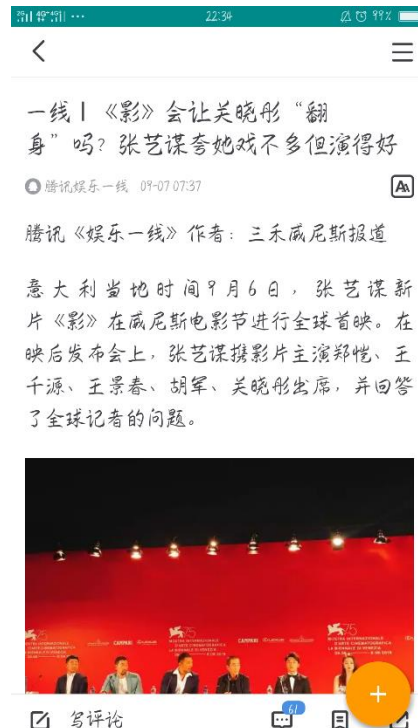 22:34
99%
一线丨《影》会让关晓彤“翻
身”吗？张艺谋夸她戏不多但演得好
腾讯娱乐一线 09-07 07:37
腾讯《娱乐一线》作者：三禾威尼斯报道
意大利当地时间9月6日，张艺谋新
片《影》在威尼斯电影节进行全球首映。在
映后发布会上，张艺谋携影片主演郑恺、王
千源、王景春、胡军、关晓彤出席，并回答
了全球记者的问题。
写评论
61